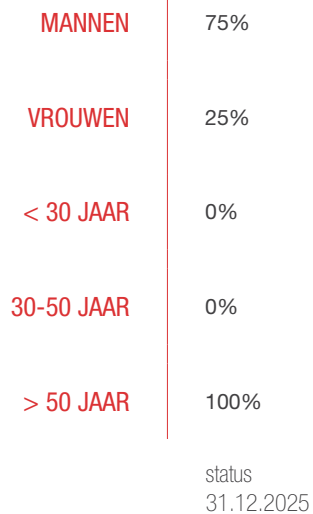 MANNEN 75%
VROUWEN 25%
< 30 JAAR 0%
30-50 JAAR 0%
> 50 JAAR 100%
status
31.12.2025